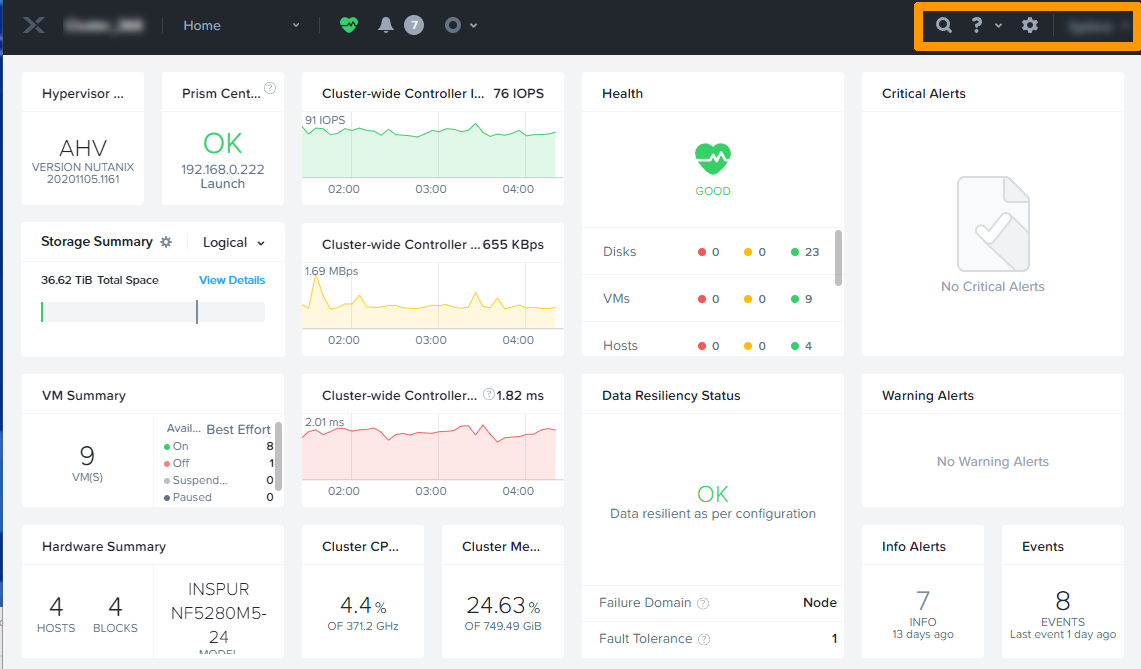 Home
7
?
Hypervisor ...
AHV
VERSION NUTANIX
20201105.1161
Prism Cent...
?
OK
192.168.0.222
Launch
Cluster-wide Controller I...
76 IOPS
91 IOPS
02:00
03:00
04:00
Health
GOOD
Disks
0
0
23
VMs
0
0
9
Hosts
0
0
4
Critical Alerts
No Critical Alerts
Storage Summary
Logical
36.62 TiB Total Space
View Details
Cluster-wide Controller ...
655 KBps
1.69 MBps
02:00
03:00
04:00
VM Summary
9
VM(S)
Avail...
Best Effort
On
8
Off
1
Suspend...
0
Paused
0
Cluster-wide Controller...
?
1.82 ms
2.01 ms
02:00
03:00
04:00
Data Resiliency Status
OK
Data resilient as per configuration
Failure Domain ?
Node
Fault Tolerance ?
1
Warning Alerts
No Warning Alerts
Hardware Summary
4
HOSTS
4
BLOCKS
INSPUR
NF5280M5-
24
MODEL
Cluster CP...
4.4 %
OF 371.2 GHz
Cluster Me...
24.63 %
OF 749.49 GiB
Info Alerts
7
INFO
13 days ago
Events
8
EVENTS
Last event 1 day ago